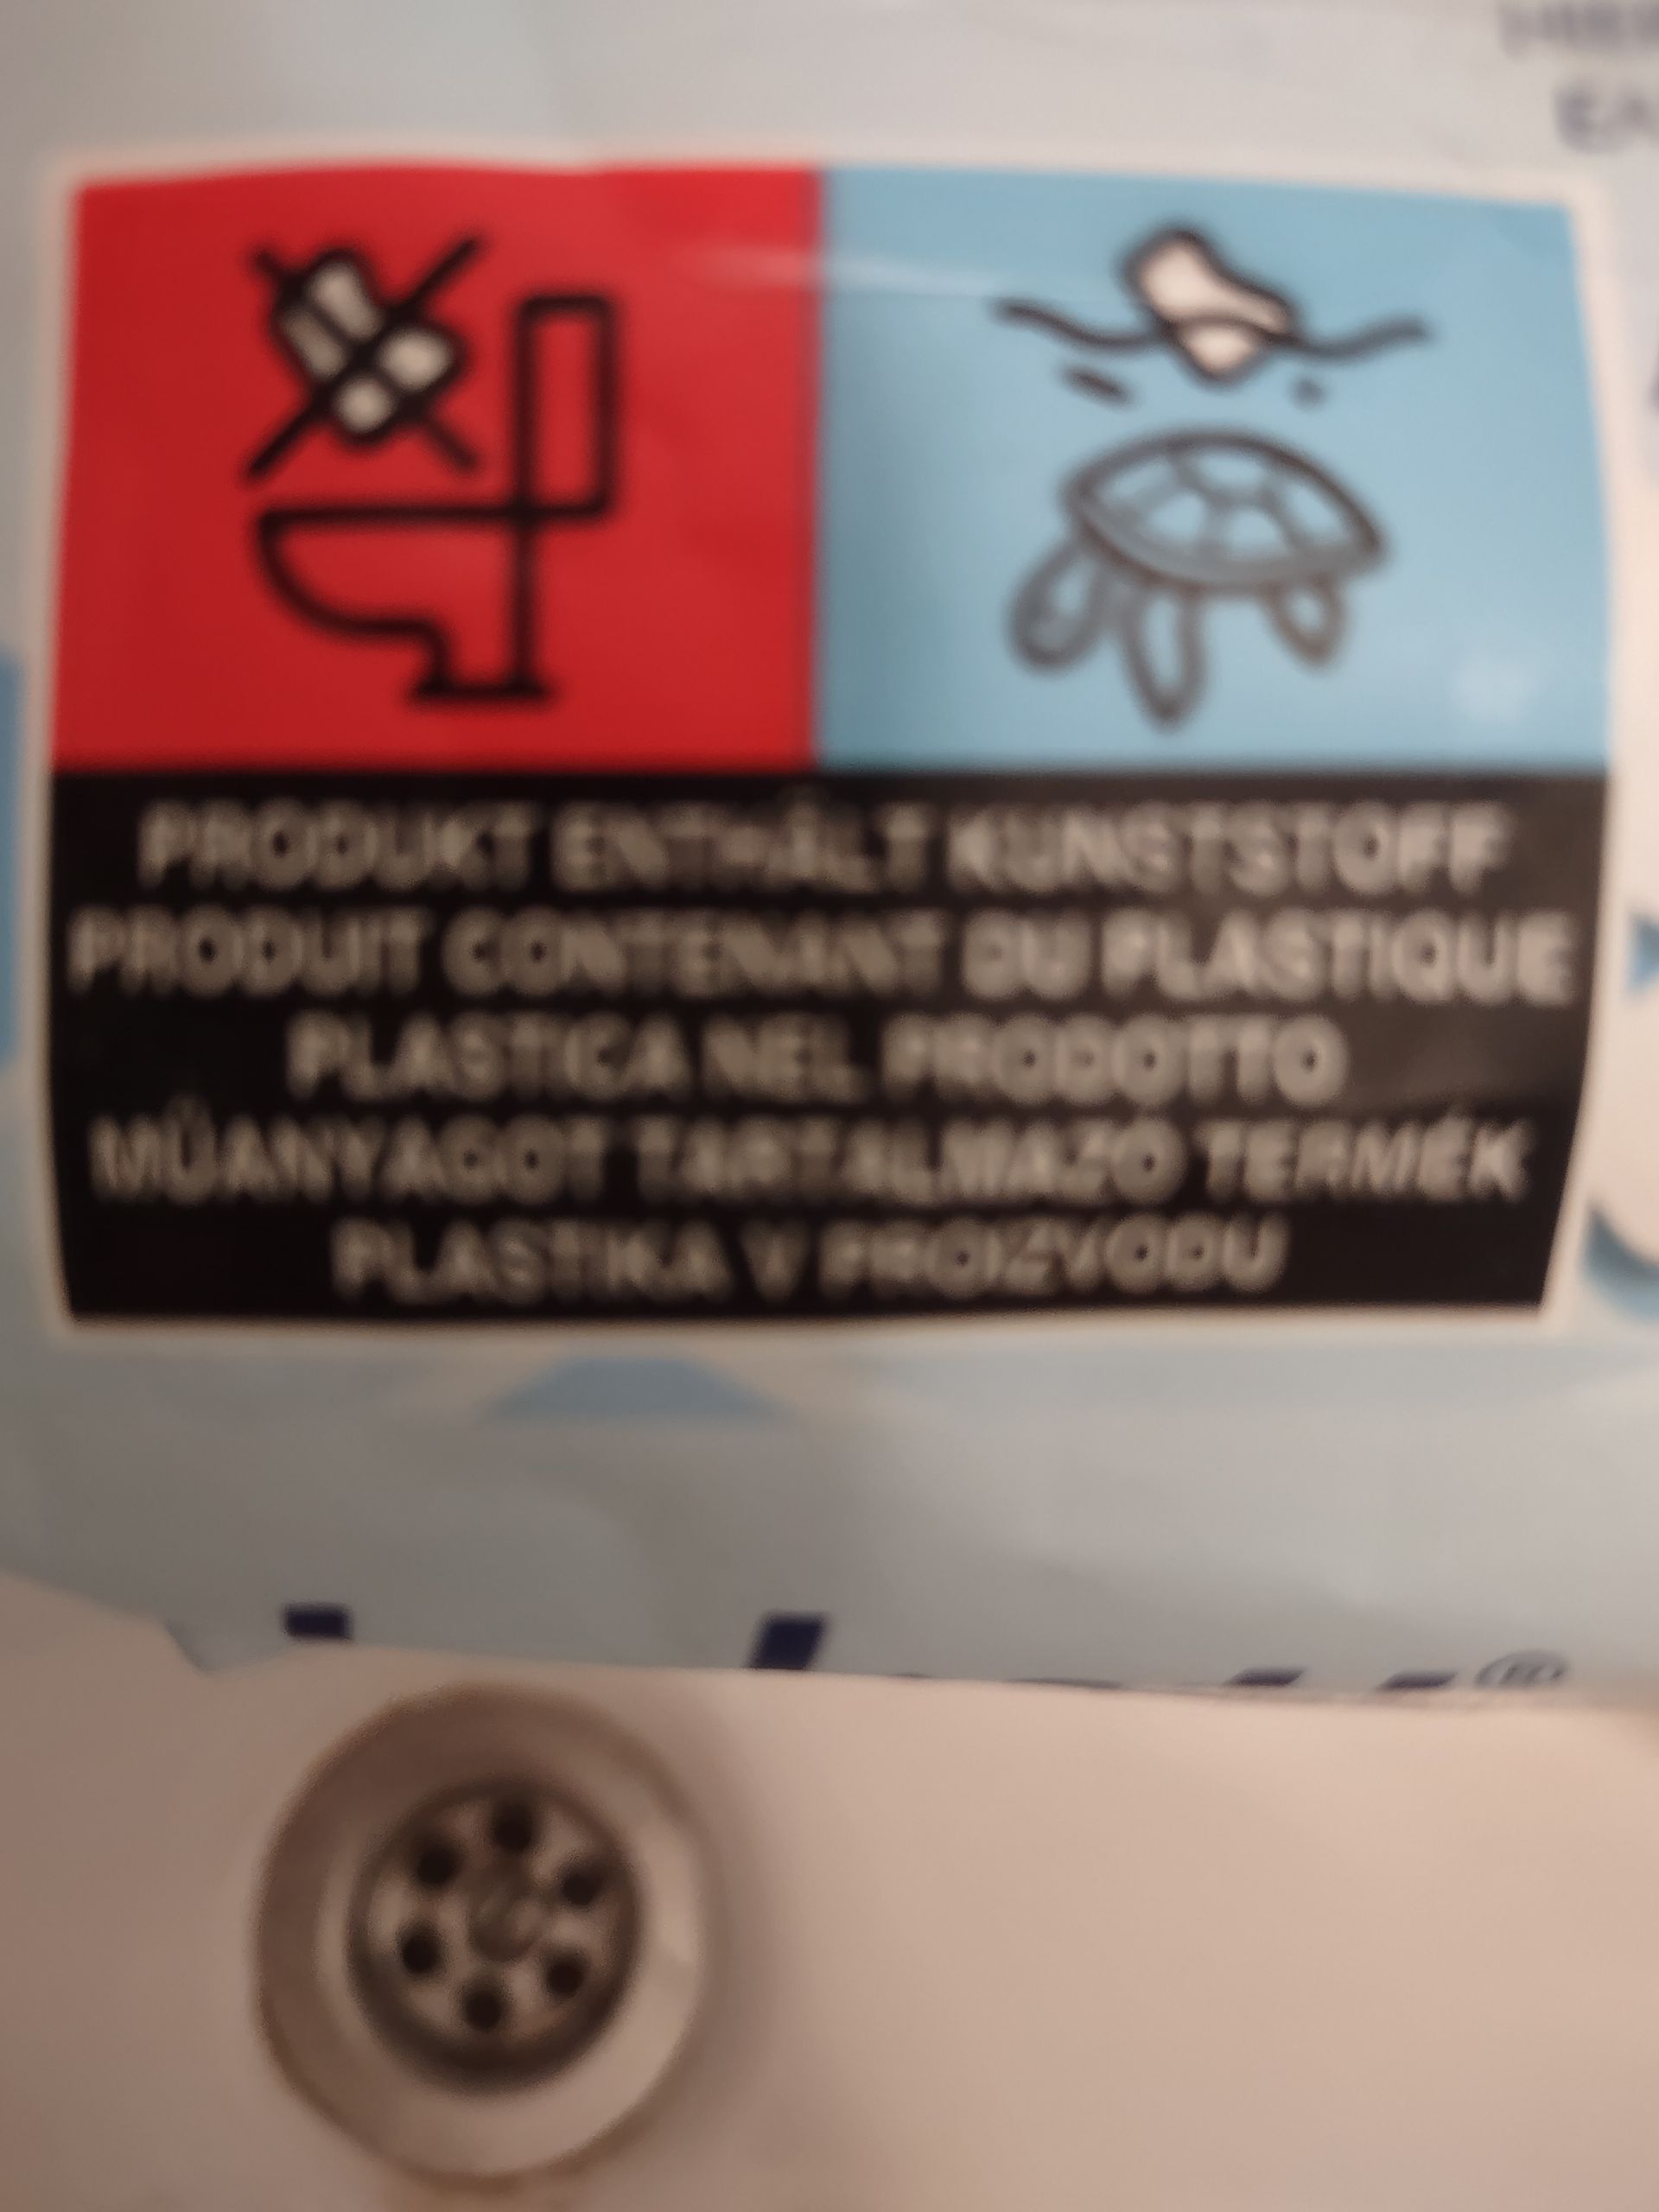 PRODUKT ENTHÄLT KUNSTSTOFF
PRODUIT CONTENANT DU PLASTIQUE
PLASTICA NEL PRODOTTO
MŰANYAGOT TARTALMAZÓ TERMÉK
PLASTIKA V PROIZVODU